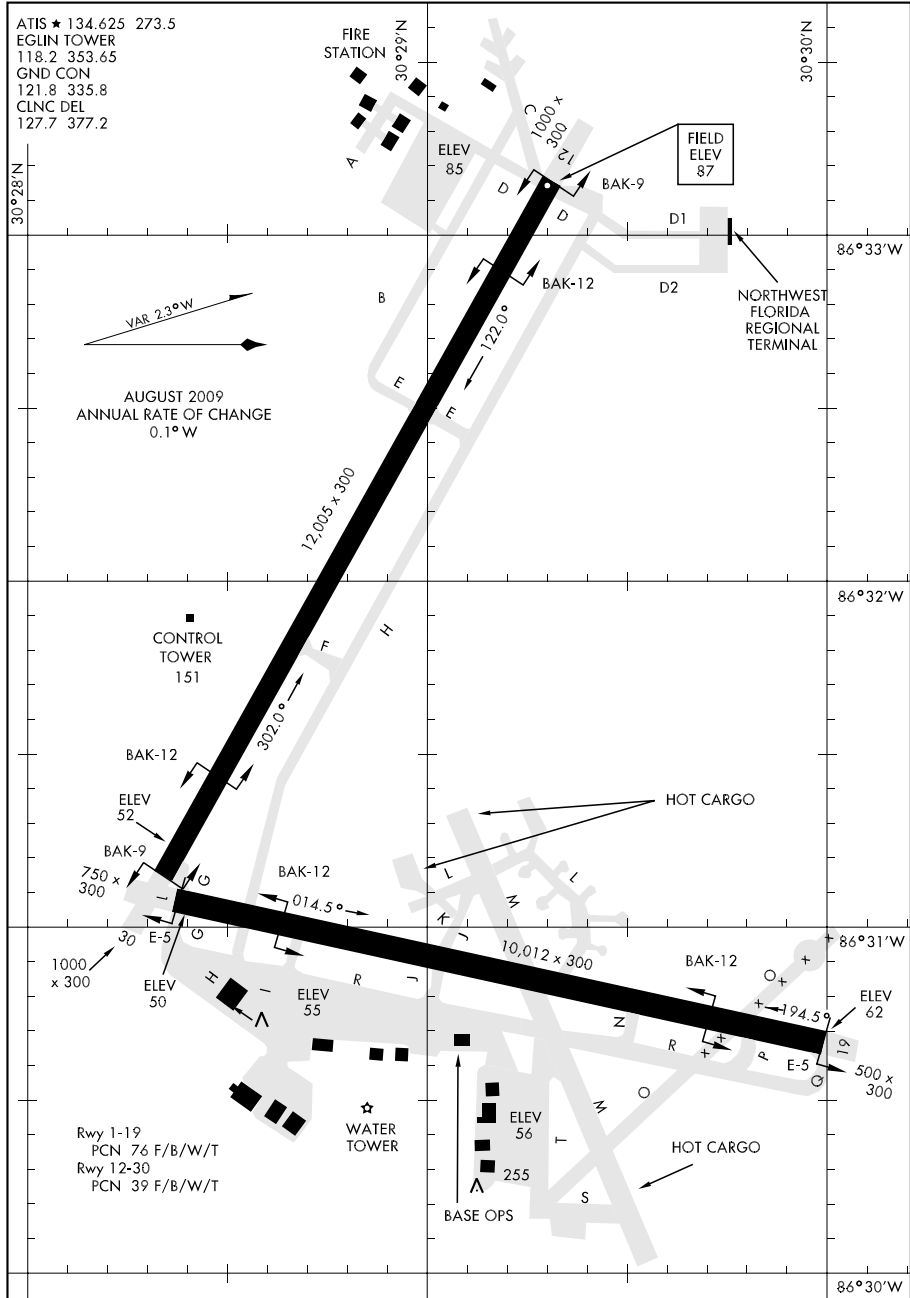 ATIS ★ 134.625 273.5
EGLIN TOWER
118.2 353.65
GND CON
121.8 335.8
CLNC DEL
127.7 377.2
FIRE
STATION
30°29'N
30°30'N
30°28'N
C
1000 x
300
12
FIELD
ELEV
87
A
ELEV
85
D
BAK-9
D
D1
86°33'W
BAK-12
D2
NORTHWEST
FLORIDA
REGIONAL
TERMINAL
VAR 2.3°W
B
122.0°
AUGUST 2009
ANNUAL RATE OF CHANGE
0.1° W
E
E
12,005 x 300
86°32'W
CONTROL
TOWER
151
F
H
302.0°
BAK-12
ELEV
52
HOT CARGO
BAK-9
750 x
300
G
BAK-12
014.5°
L
L
K
M
J
1
G
E-5
30
1000
x 300
ELEV
50
H
I
ELEV
55
R
J
10,012 x 300
86°31'W
BAK-12
O
194.5°
ELEV
62
N
R
P
E-5
19
Q
500 x
300
O
M
WATER
TOWER
ELEV
56
T
255
HOT CARGO
S
BASE OPS
Rwy 1-19
PCN 76 F/B/W/T
Rwy 12-30
PCN 39 F/B/W/T
86°30'W